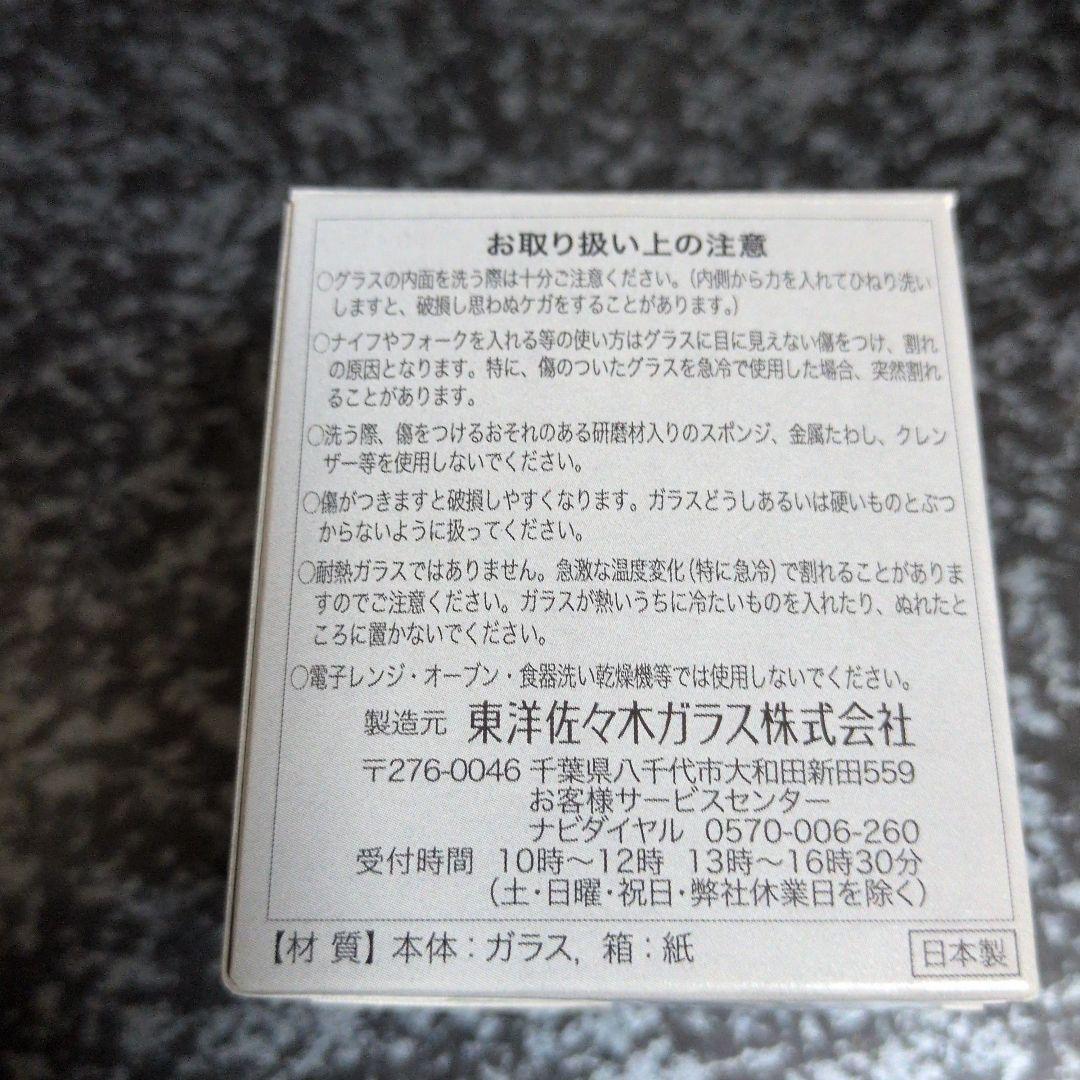 お取り扱い上の注意
○グラスの内面を洗う際は十分ご注意ください。(内側から力を入れてひねり洗い
しますと、破損し思わぬケガをすることがあります。)
○ナイフやフォークを入れる等の使い方はグラスに目に見えない傷をつけ、割れ
の原因となります。特に、傷のついたグラスを急冷で使用した場合、突然割れ
ることがあります。
○洗う際、傷をつけるおそれのある研磨材入りのスポンジ、金属たわし、クレン
ザー等を使用しないでください。
○傷がつきますと破損しやすくなります。ガラスどうしあるいは硬いものとぶつ
からないように扱ってください。
○耐熱ガラスではありません。急激な温度変化(特に急冷)で割れることがありま
すのでご注意ください。ガラスが熱いうちに冷たいものを入れたり、ぬれたと
ころに置かないでください。
○電子レンジ・オーブン・食器洗い乾燥機等では使用しないでください。
製造元 東洋佐々木ガラス株式会社
〒276-0046 千葉県八千代市大和田新田559
お客様サービスセンター
ナビダイヤル 0570-006-260
受付時間 10時～12時 13時～16時30分
(土・日曜・祝日・弊社休業日を除く)
【材 質】本体：ガラス, 箱：紙
日本製